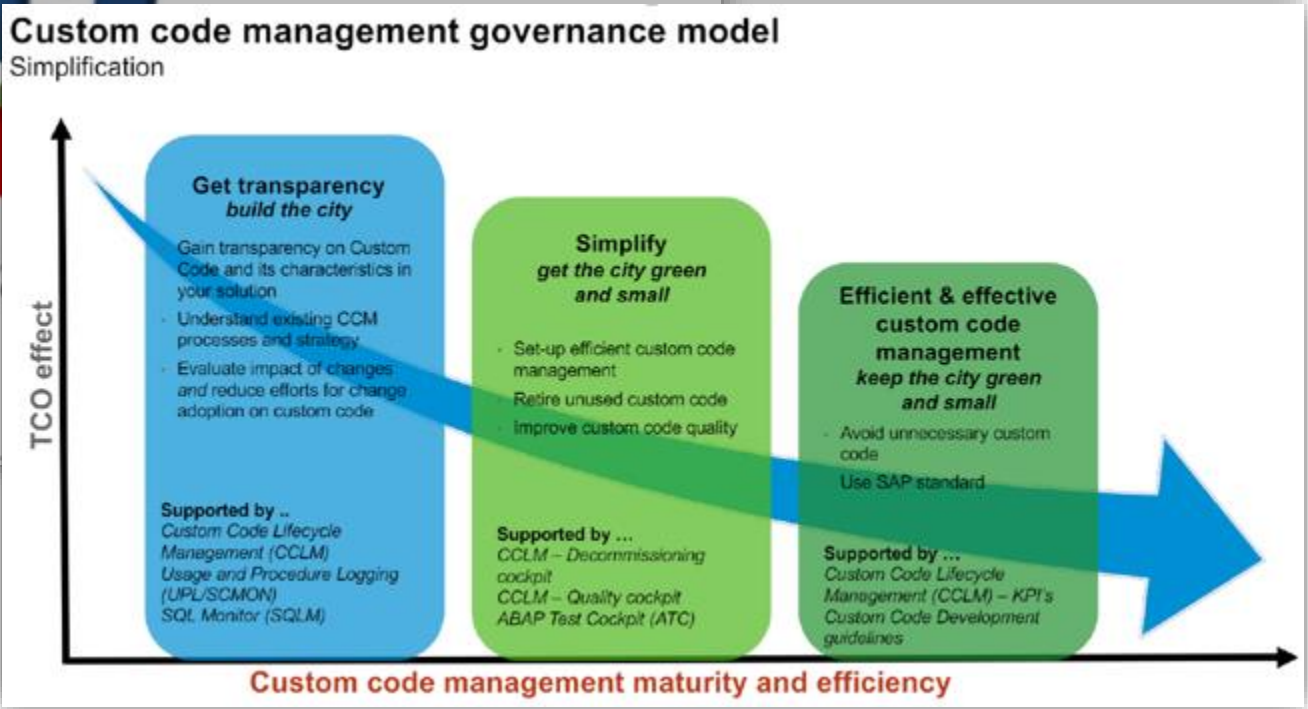 Custom code management governance model
Simplification
TCO effect
Get transparency
build the city
· Gain transparency on Custom
Code and its characteristics in
your solution
· Understand existing CCM
processes and strategy
· Evaluate impact of changes
and reduce efforts for change
adoption on custom code
Supported by ..
Custom Code Lifecycle
Management (CCLM)
Usage and Procedure Logging
(UPL/SCMON)
SQL Monitor (SQLM)
Simplify
get the city green
and small
· Set-up efficient custom code
management
· Retire unused custom code
· Improve custom code quality
Supported by ...
CCLM – Decommissioning
cockpit
CCLM – Quality cockpit
ABAP Test Cockpit (ATC)
Efficient & effective
custom code
management
keep the city green
and small
· Avoid unnecessary custom
code
· Use SAP standard
Supported by ...
Custom Code Lifecycle
Management (CCLM) – KPI's
Custom Code Development
guidelines
Custom code management maturity and efficiency